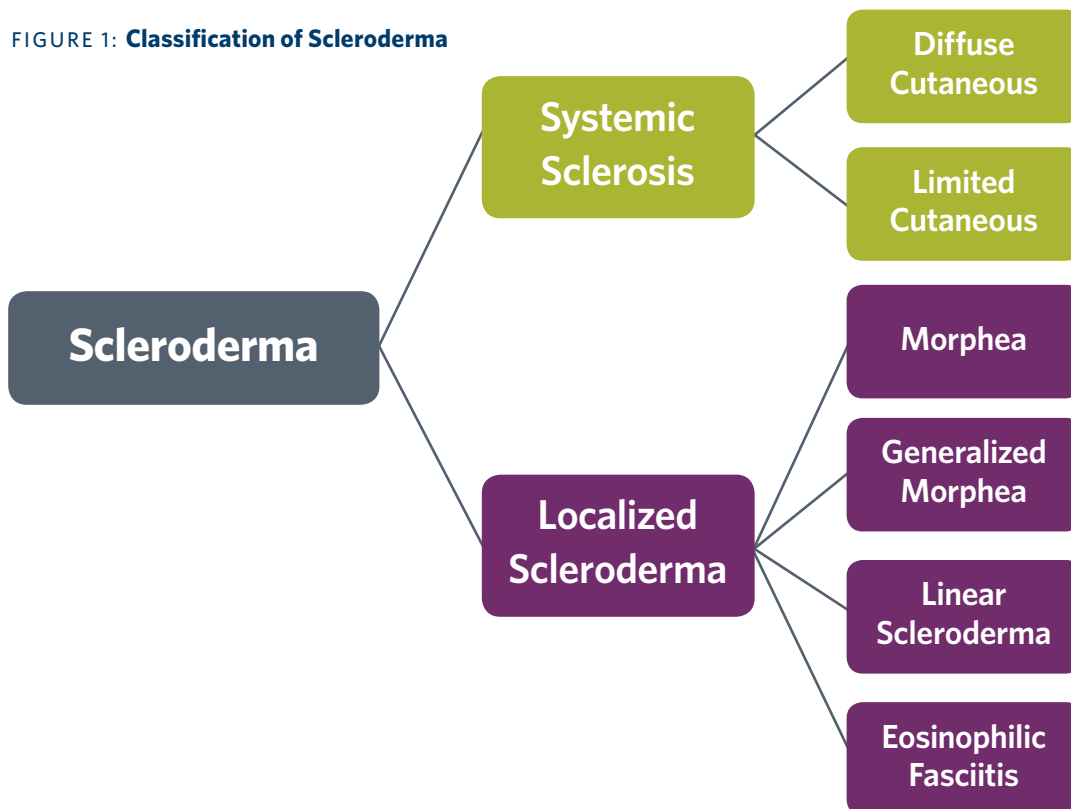 FIGURE 1: Classification of Scleroderma
Scleroderma
Systemic
Sclerosis
Diffuse
Cutaneous
Limited
Cutaneous
Localized
Scleroderma
Morphea
Generalized
Morphea
Linear
Scleroderma
Eosinophilic
Fasciitis